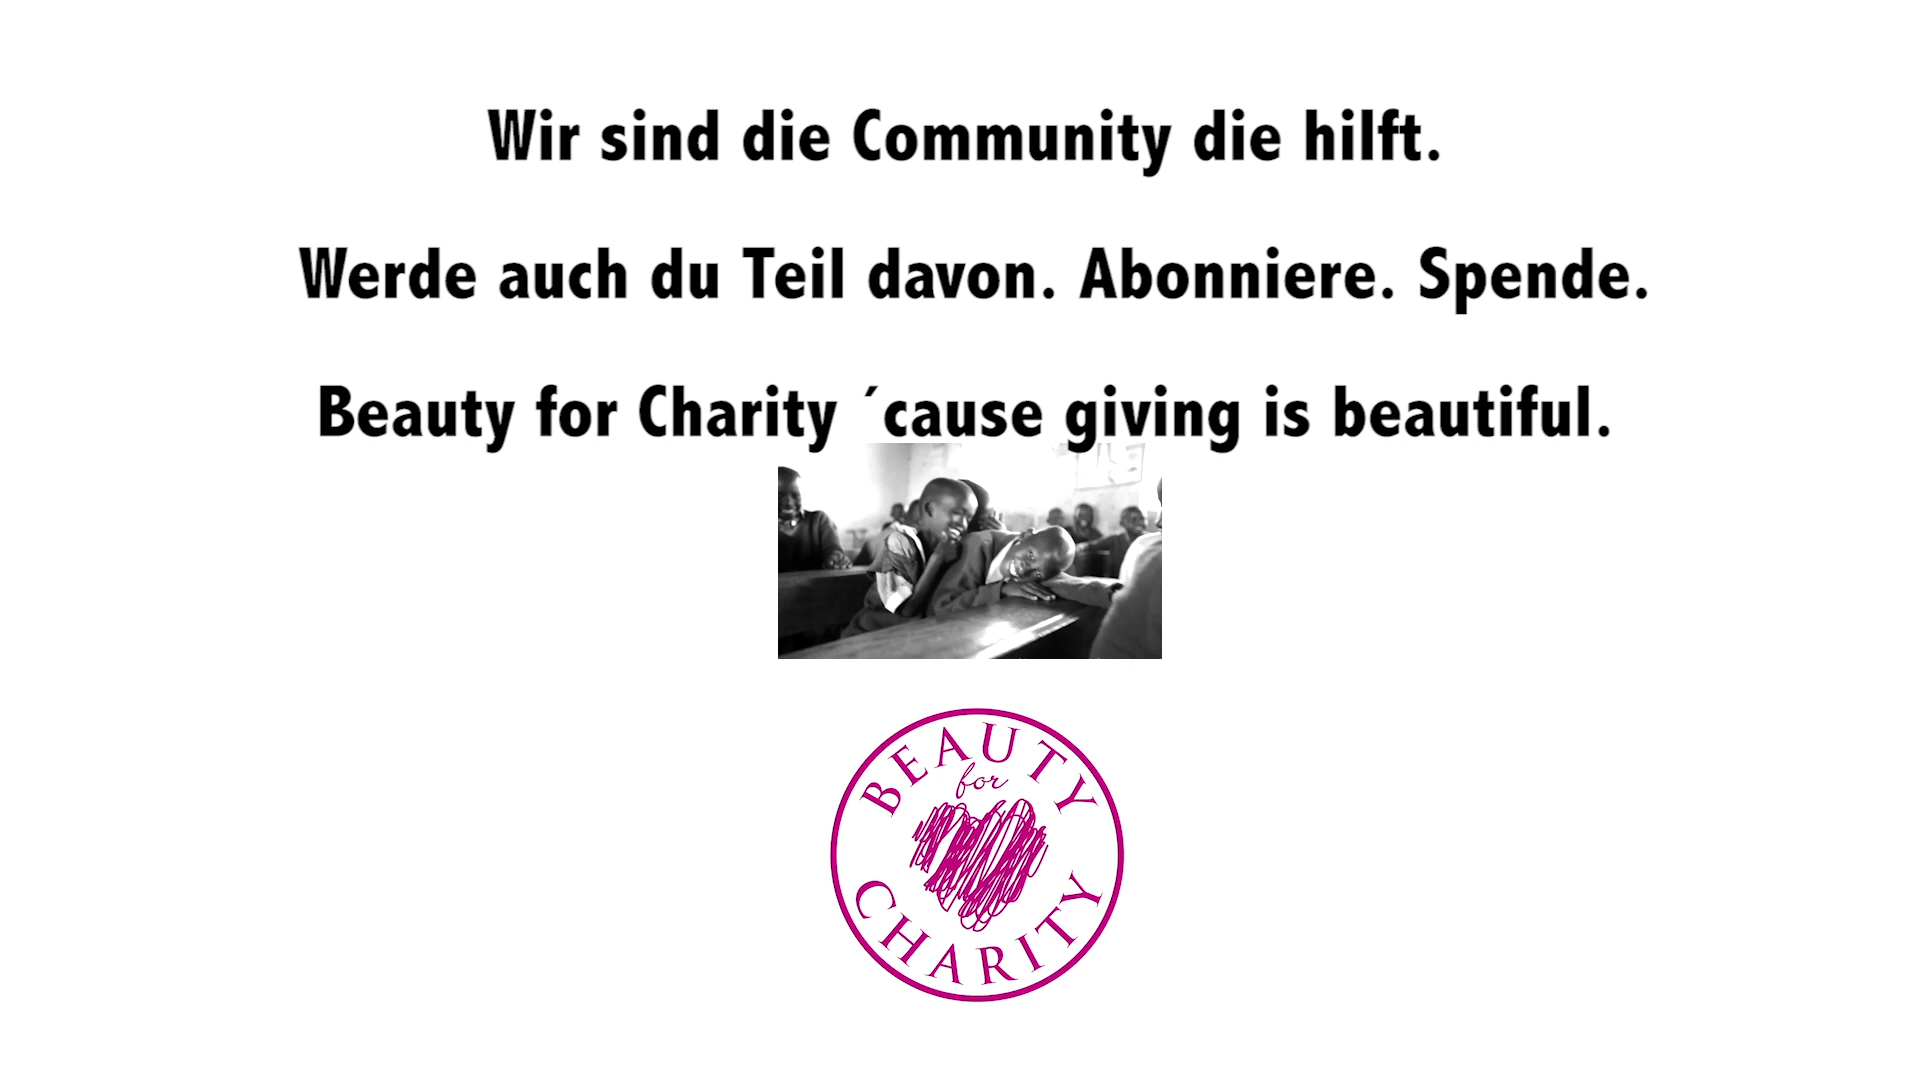 Wir sind die Community die hilft.
Werde auch du Teil davon. Abonniere. Spende.
Beauty for Charity ´cause giving is beautiful.
BEAUTY
for
CHARITY